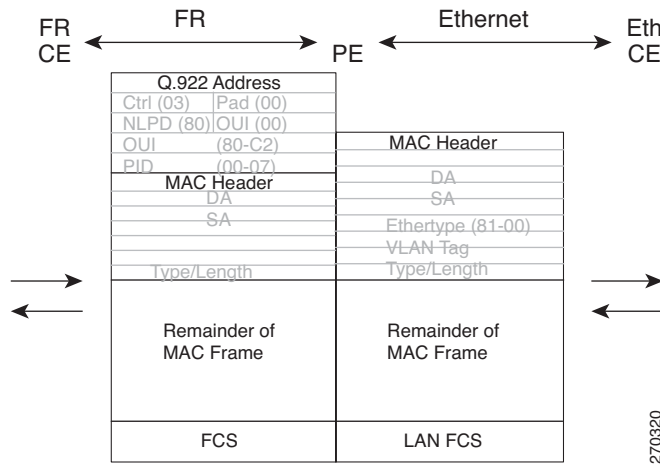 FR
CE
FR
PE
Ethernet
Eth
CE
Q.922 Address
Ctrl (03) Pad (00)
NLPD (80) OUI (00)
OUI (80-C2)
PID (00-07)
MAC Header
DA
SA
Type/Length
Remainder of
MAC Frame
FCS
MAC Header
DA
SA
Ethertype (81-00)
VLAN Tag
Type/Length
Remainder of
MAC Frame
LAN FCS
270320